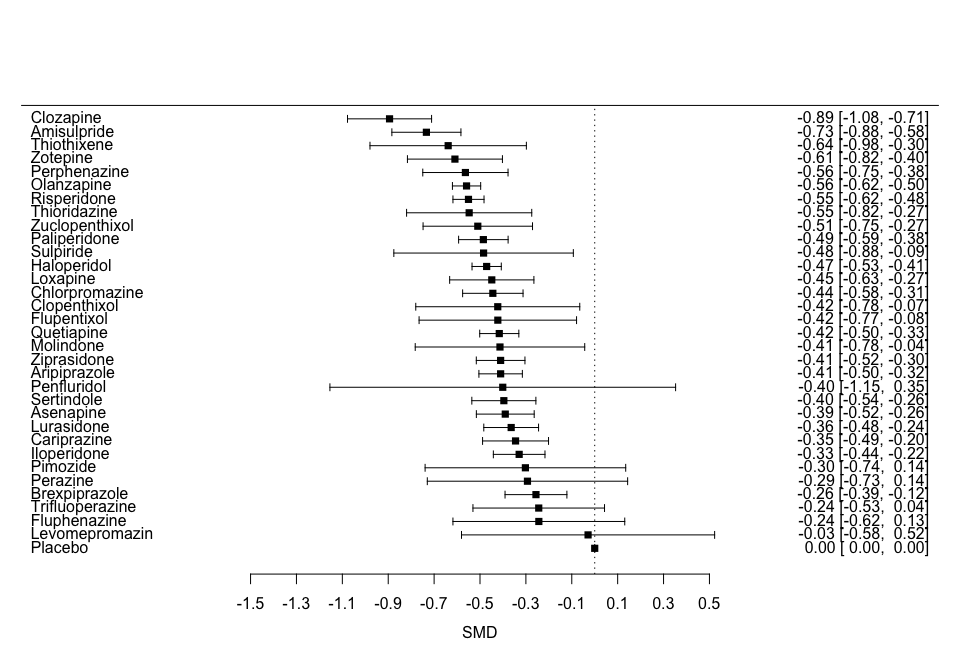 Clozapine -0.89 [-1.08, -0.71]
Amisulpride -0.73 [-0.88, -0.58]
Thiothixene -0.64 [-0.98, -0.30]
Zotepine -0.61 [-0.82, -0.40]
Perphenazine -0.56 [-0.75, -0.38]
Olanzapine -0.56 [-0.62, -0.50]
Risperidone -0.55 [-0.62, -0.48]
Thioridazine -0.55 [-0.82, -0.27]
Zuclopenthixol -0.51 [-0.75, -0.27]
Paliperidone -0.49 [-0.59, -0.38]
Sulpiride -0.48 [-0.88, -0.09]
Haloperidol -0.47 [-0.53, -0.41]
Loxapine -0.45 [-0.63, -0.27]
Chlorpromazine -0.44 [-0.58, -0.31]
Clopenthixol -0.42 [-0.78, -0.07]
Flupentixol -0.42 [-0.77, -0.08]
Quetiapine -0.42 [-0.50, -0.33]
Molindone -0.41 [-0.78, -0.04]
Ziprasidone -0.41 [-0.52, -0.30]
Aripiprazole -0.41 [-0.50, -0.32]
Penfluridol -0.40 [-1.15, 0.35]
Sertindole -0.40 [-0.54, -0.26]
Asenapine -0.39 [-0.52, -0.26]
Lurasidone -0.36 [-0.48, -0.24]
Cariprazine -0.35 [-0.49, -0.20]
Iloperidone -0.33 [-0.44, -0.22]
Pimozide -0.30 [-0.74, 0.14]
Perazine -0.29 [-0.73, 0.14]
Brexpiprazole -0.26 [-0.39, -0.12]
Trifluoperazine -0.24 [-0.53, 0.04]
Fluphenazine -0.24 [-0.62, 0.13]
Levomepromazin -0.03 [-0.58, 0.52]
Placebo 0.00 [ 0.00, 0.00]
-1.5 -1.3 -1.1 -0.9 -0.7 -0.5 -0.3 -0.1 0.1 0.3 0.5
SMD